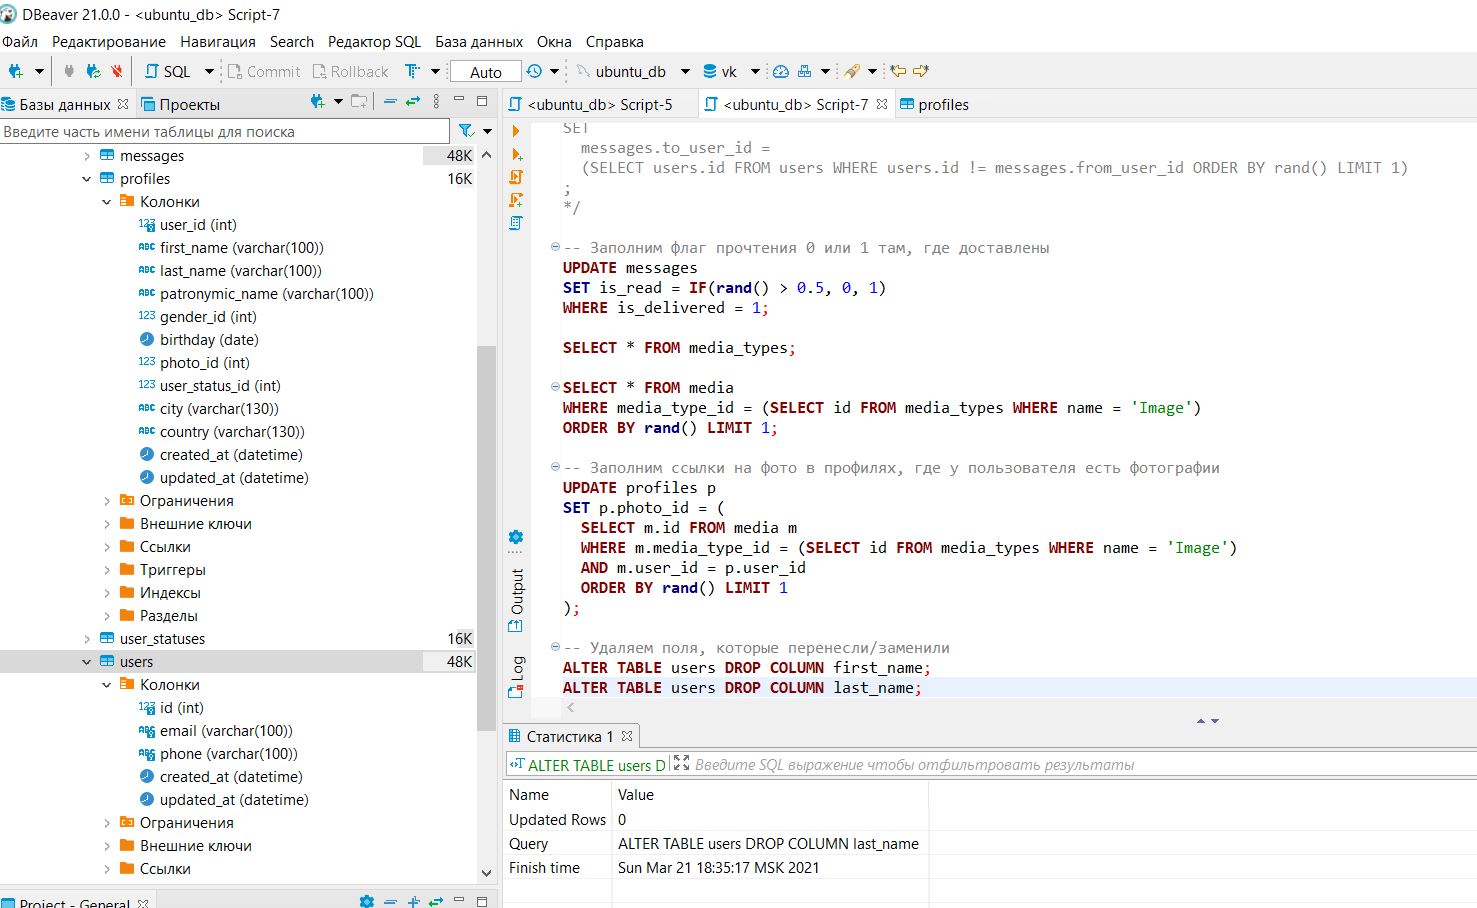 DBeaver 21.0.0 - <ubuntu_db> Script-7
Файл Редактирование Навигация Search Редактор SQL База данных Окна Справка
SQL Commit Rollback Auto ubuntu_db vk
Базы данных Проекты
Введите часть имени таблицы для поиска
messages 48K
profiles 16K
Колонки
123 user_id (int)
ABC first_name (varchar(100))
ABC last_name (varchar(100))
ABC patronymic_name (varchar(100))
123 gender_id (int)
birthday (date)
123 photo_id (int)
123 user_status_id (int)
ABC city (varchar(130))
ABC country (varchar(130))
created_at (datetime)
updated_at (datetime)
Ограничения
Внешние ключи
Ссылки
Триггеры
Индексы
Разделы
user_statuses 16K
users 48K
Колонки
123 id (int)
ABC email (varchar(100))
ABC phone (varchar(100))
created_at (datetime)
updated_at (datetime)
Ограничения
Внешние ключи
Ссылки
Project - General
<ubuntu_db> Script-5 <ubuntu_db> Script-7 profiles
SET
messages.to_user_id =
(SELECT users.id FROM users WHERE users.id != messages.from_user_id ORDER BY rand() LIMIT 1)
;
*/
-- Заполним флаг прочтения 0 или 1 там, где доставлены
UPDATE messages
SET is_read = IF(rand() > 0.5, 0, 1)
WHERE is_delivered = 1;
SELECT * FROM media_types;
SELECT * FROM media
WHERE media_type_id = (SELECT id FROM media_types WHERE name = 'Image')
ORDER BY rand() LIMIT 1;
-- Заполним ссылки на фото в профилях, где у пользователя есть фотографии
UPDATE profiles p
SET p.photo_id = (
SELECT m.id FROM media m
WHERE m.media_type_id = (SELECT id FROM media_types WHERE name = 'Image')
AND m.user_id = p.user_id
ORDER BY rand() LIMIT 1
);
-- Удаляем поля, которые перенесли/заменили
ALTER TABLE users DROP COLUMN first_name;
ALTER TABLE users DROP COLUMN last_name;
Output
Log
Статистика 1
ALTER TABLE users D Введите SQL выражение чтобы отфильтровать результаты
Name Value
Updated Rows 0
Query ALTER TABLE users DROP COLUMN last_name
Finish time Sun Mar 21 18:35:17 MSK 2021